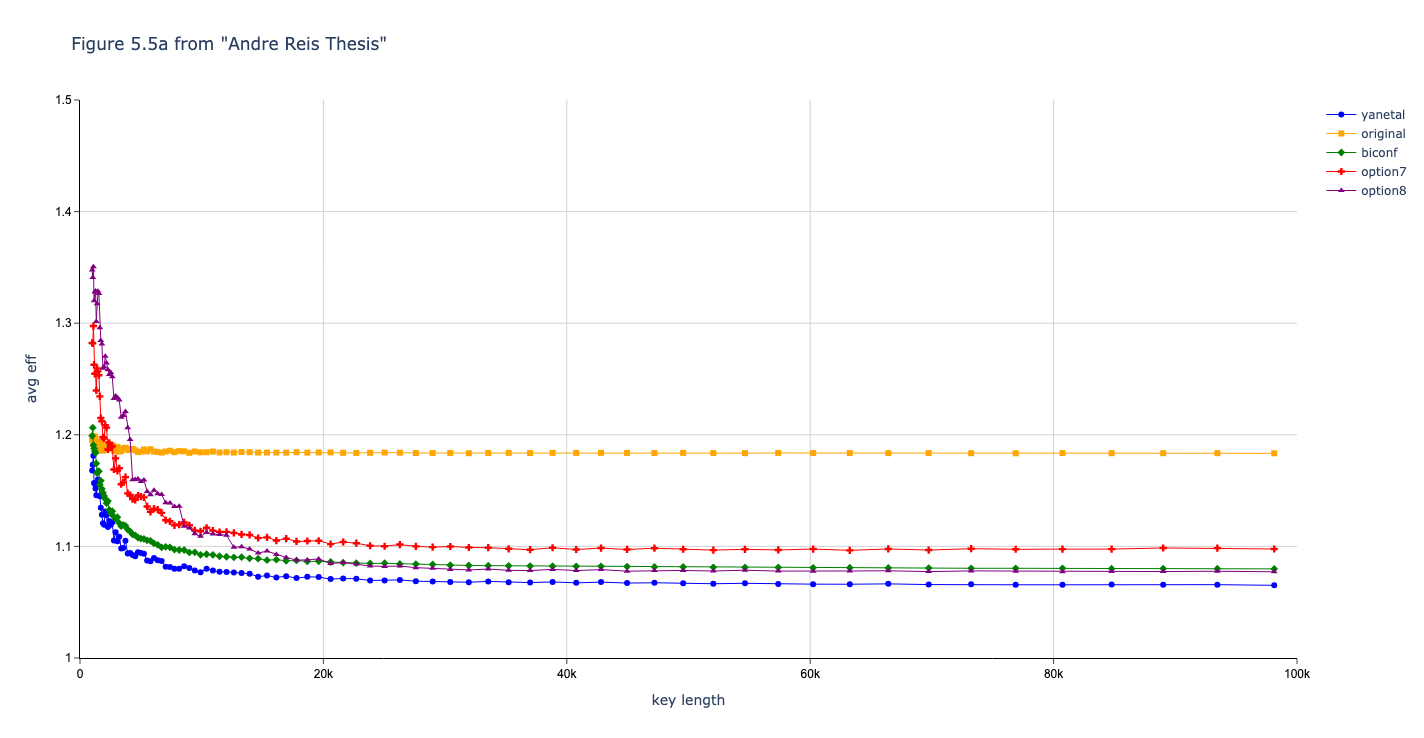 Figure 5.5a from "Andre Reis Thesis"
1.5
1.4
1.3
1.2
1.1
1
avg eff
0
20k
40k
60k
80k
100k
key length
yanetal
original
biconf
option7
option8